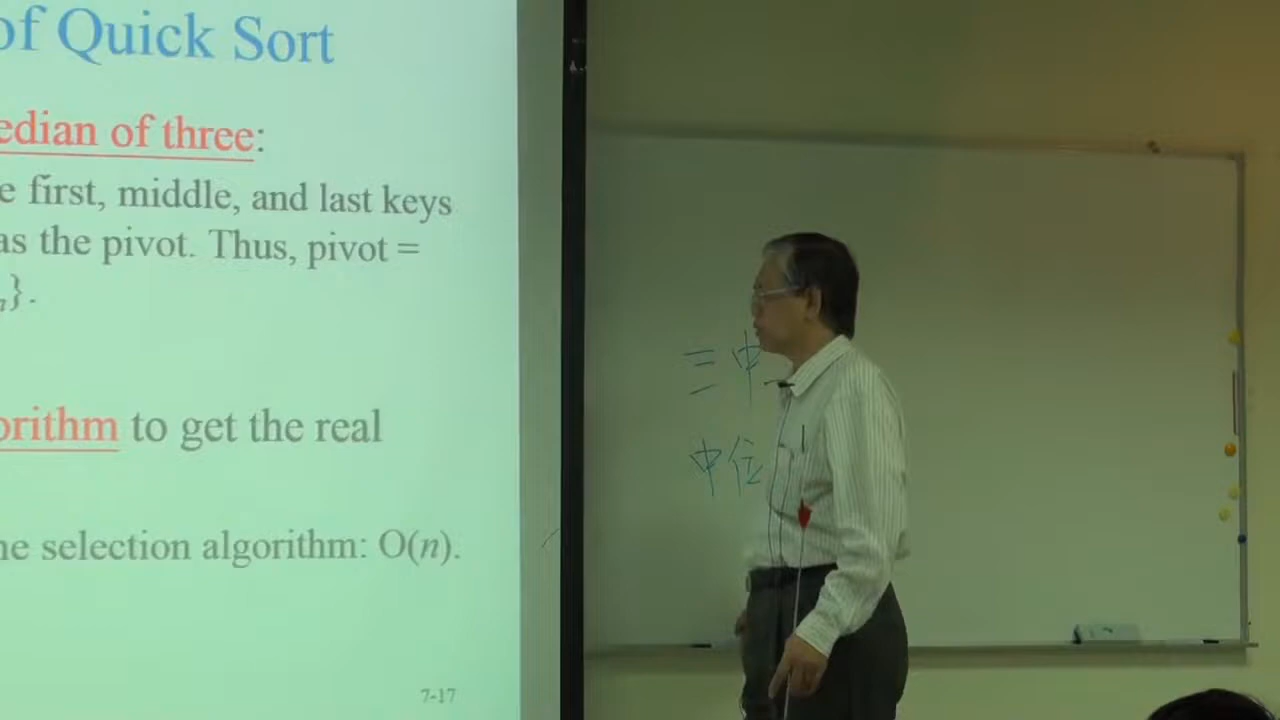 of Quick Sort
edian of three:
e first, middle, and last keys
as the pivot. Thus, pivot =
}.
orithm to get the real
he selection algorithm: O(n).
7-17
三中
中位